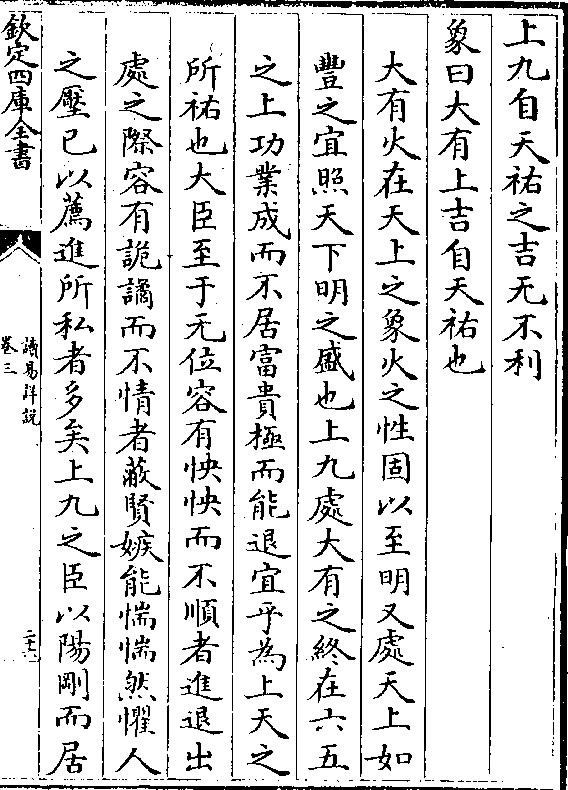 上九自天祐之吉无不利
象曰大有上吉自天祐也
大有火在天上之象火之性固以至明又處天上如
豐之宜照天下明之盛也上九處大有之終在六五
之上功業成而不居富貴極而能退宜乎為上天之
所祐也大臣至于无位容有怏怏而不順者進退出
處之際容有詭譎而不情者蔽賢嫉能惴惴然懼人
之壓已以薦進所私者多矣上九之臣以陽剛而居
欽定四庫全書
讀易詳說
卷三
二十六